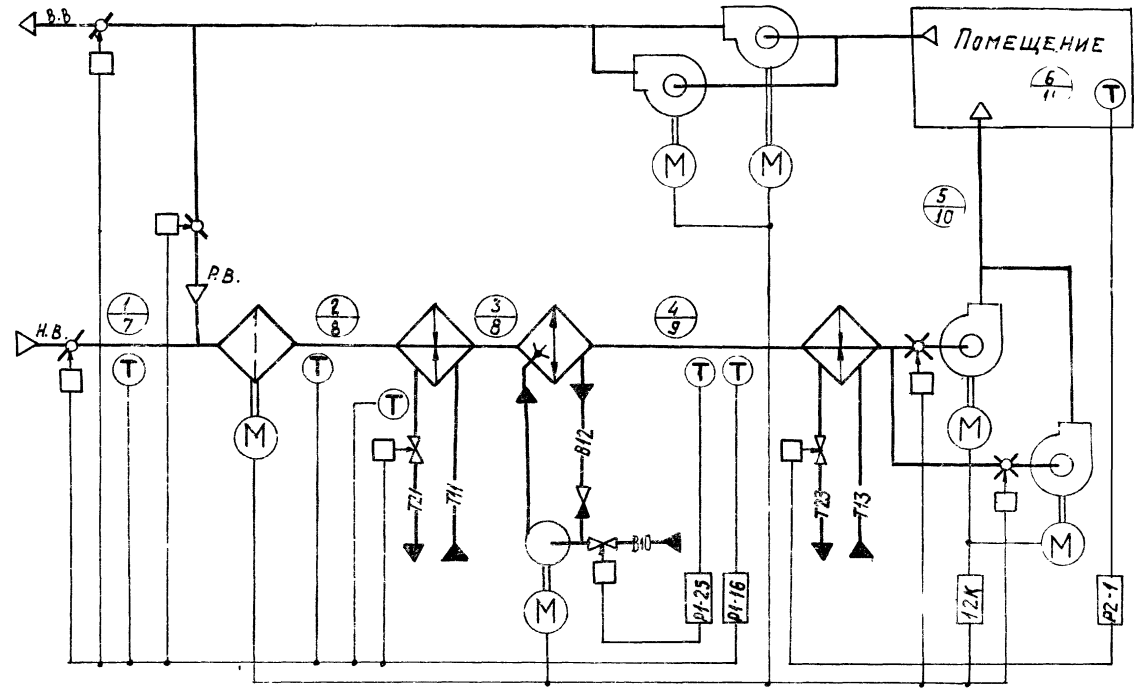 В.В
ПОМЕЩЕНИЕ
6
11
Т
М
М
5
10
Р.В.
1
7
Н.В.
2
8
3
8
4
9
Т
Т
Т
Т
Т
М
М
В12
Т21
Т11
Т23
Т13
В10
М
М
Р1-25
Р1-16
12К
Р2-1